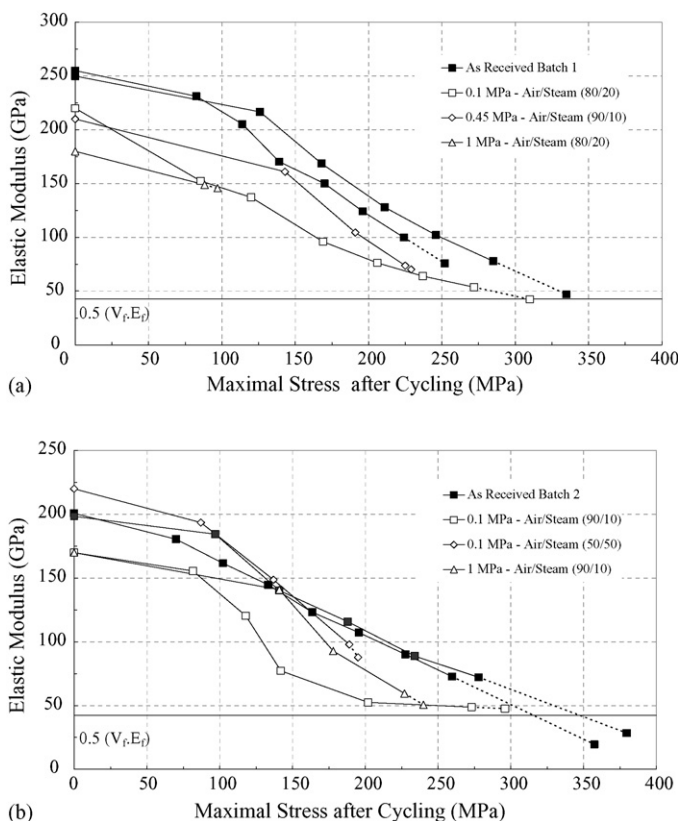 300
250
200
150
100
50
0
Elastic Modulus (GPa)
As Received Batch 1
0.1 MPa - Air/Steam (80/20)
0.45 MPa - Air/Steam (90/10)
1 MPa - Air/Steam (80/20)
0.5 (Vf.Ef)
0 50 100 150 200 250 300 350 400
(a) Maximal Stress after Cycling (MPa)
250
200
150
100
50
0
Elastic Modulus (GPa)
As Received Batch 2
0.1 MPa - Air/Steam (90/10)
0.1 MPa - Air/Steam (50/50)
1 MPa - Air/Steam (90/10)
0.5 (Vf.Ef)
0 50 100 150 200 250 300 350 400
(b) Maximal Stress after Cycling (MPa)